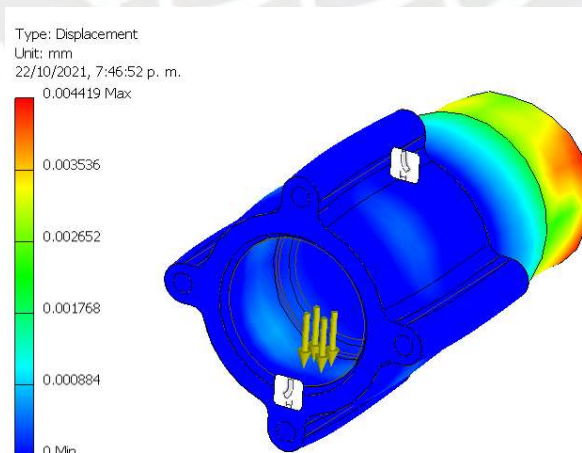 Type: Displacement
Unit: mm
22/10/2021, 7:46:52 p. m.
0.004419 Max
0.003536
0.002652
0.001768
0.000884
0 Min